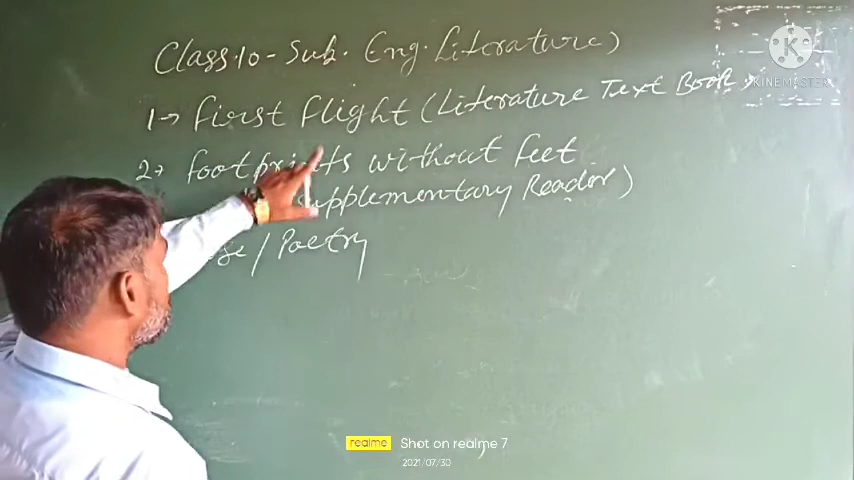 Class.10 - Sub. Eng. Literature)
1→ First flight (Literature Text Book)
2→ footprints without feet
supplementary Reader)
/ Poetry
KINEMASTER
realme Shot on realme 7
2021/07/30